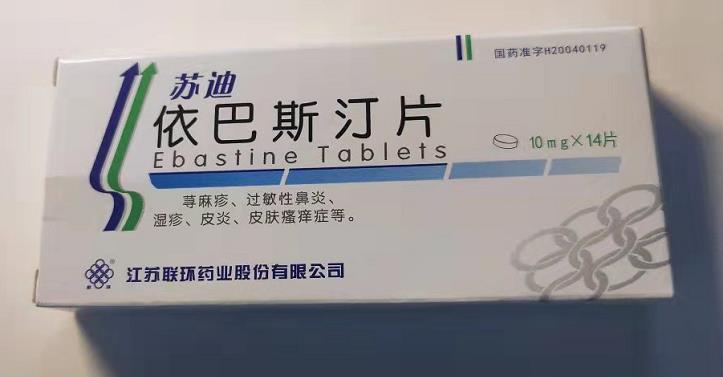 国药准字H20040119
苏迪
依巴斯汀片
Ebastine Tablets
10mg×14片
荨麻疹、过敏性鼻炎、
湿疹、皮炎、皮肤瘙痒症等。
江苏联环药业股份有限公司